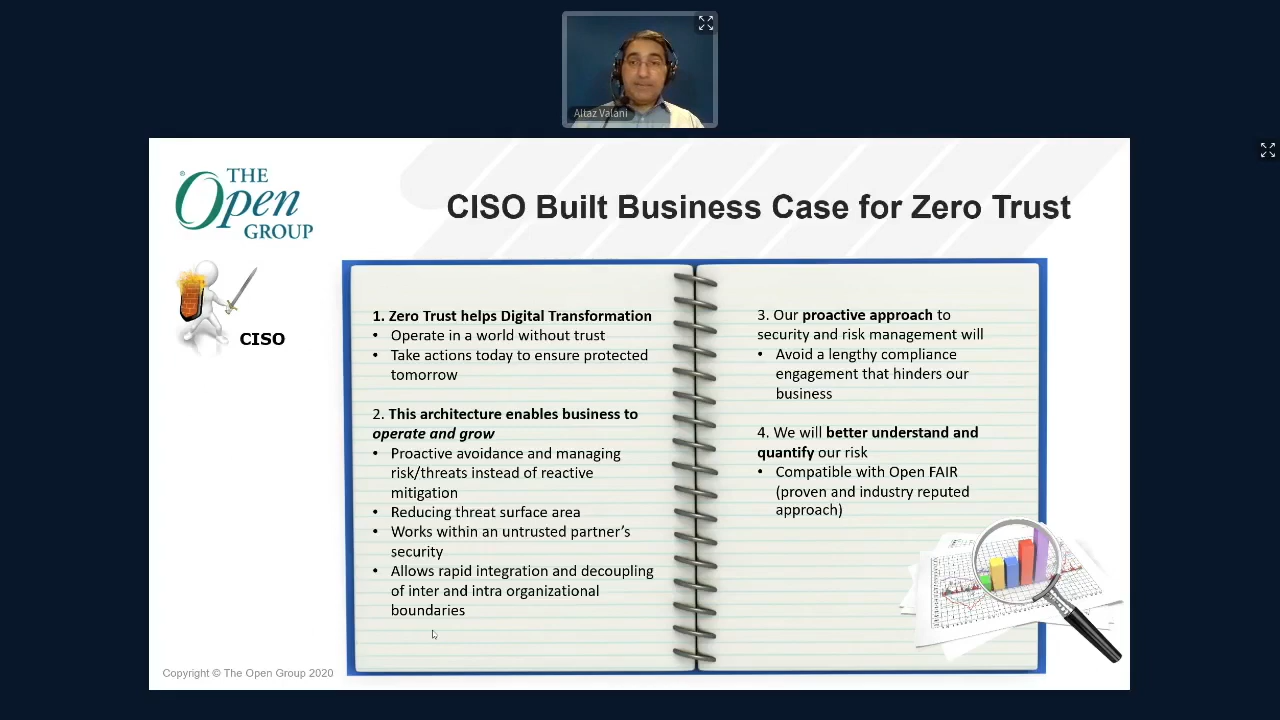 Altaz Valani
THE
Open
GROUP
CISO Built Business Case for Zero Trust
CISO
1. Zero Trust helps Digital Transformation
• Operate in a world without trust
• Take actions today to ensure protected
tomorrow
2. This architecture enables business to
operate and grow
• Proactive avoidance and managing
risk/threats instead of reactive
mitigation
• Reducing threat surface area
• Works within an untrusted partner's
security
• Allows rapid integration and decoupling
of inter and intra organizational
boundaries
3. Our proactive approach to
security and risk management will
• Avoid a lengthy compliance
engagement that hinders our
business
4. We will better understand and
quantify our risk
• Compatible with Open FAIR
(proven and industry reputed
approach)
Copyright © The Open Group 2020